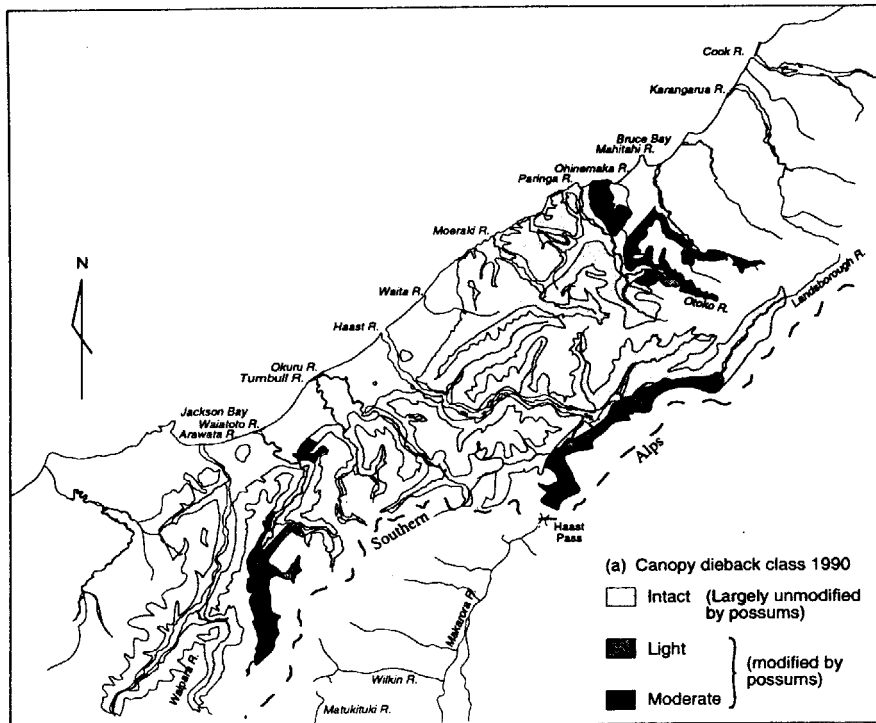 Cook R.
Karangarua R.
Bruce Bay
Mahitahi R.
Ohinemaka R.
Paringa R.
Moeraki R.
N
Waita R.
Landsborough R.
Otoko R.
Haast R.
Okuru R.
Turnbull R.
Jackson Bay
Waiatoto R.
Arawata R.
Alps
Southern
Haast
Pass
(a) Canopy dieback class 1990
Intact (Largely unmodified
by possums)
Light
(modified by
possums)
Moderate
Makarora R.
Waipara R.
Wilkin R.
Matukituki R.